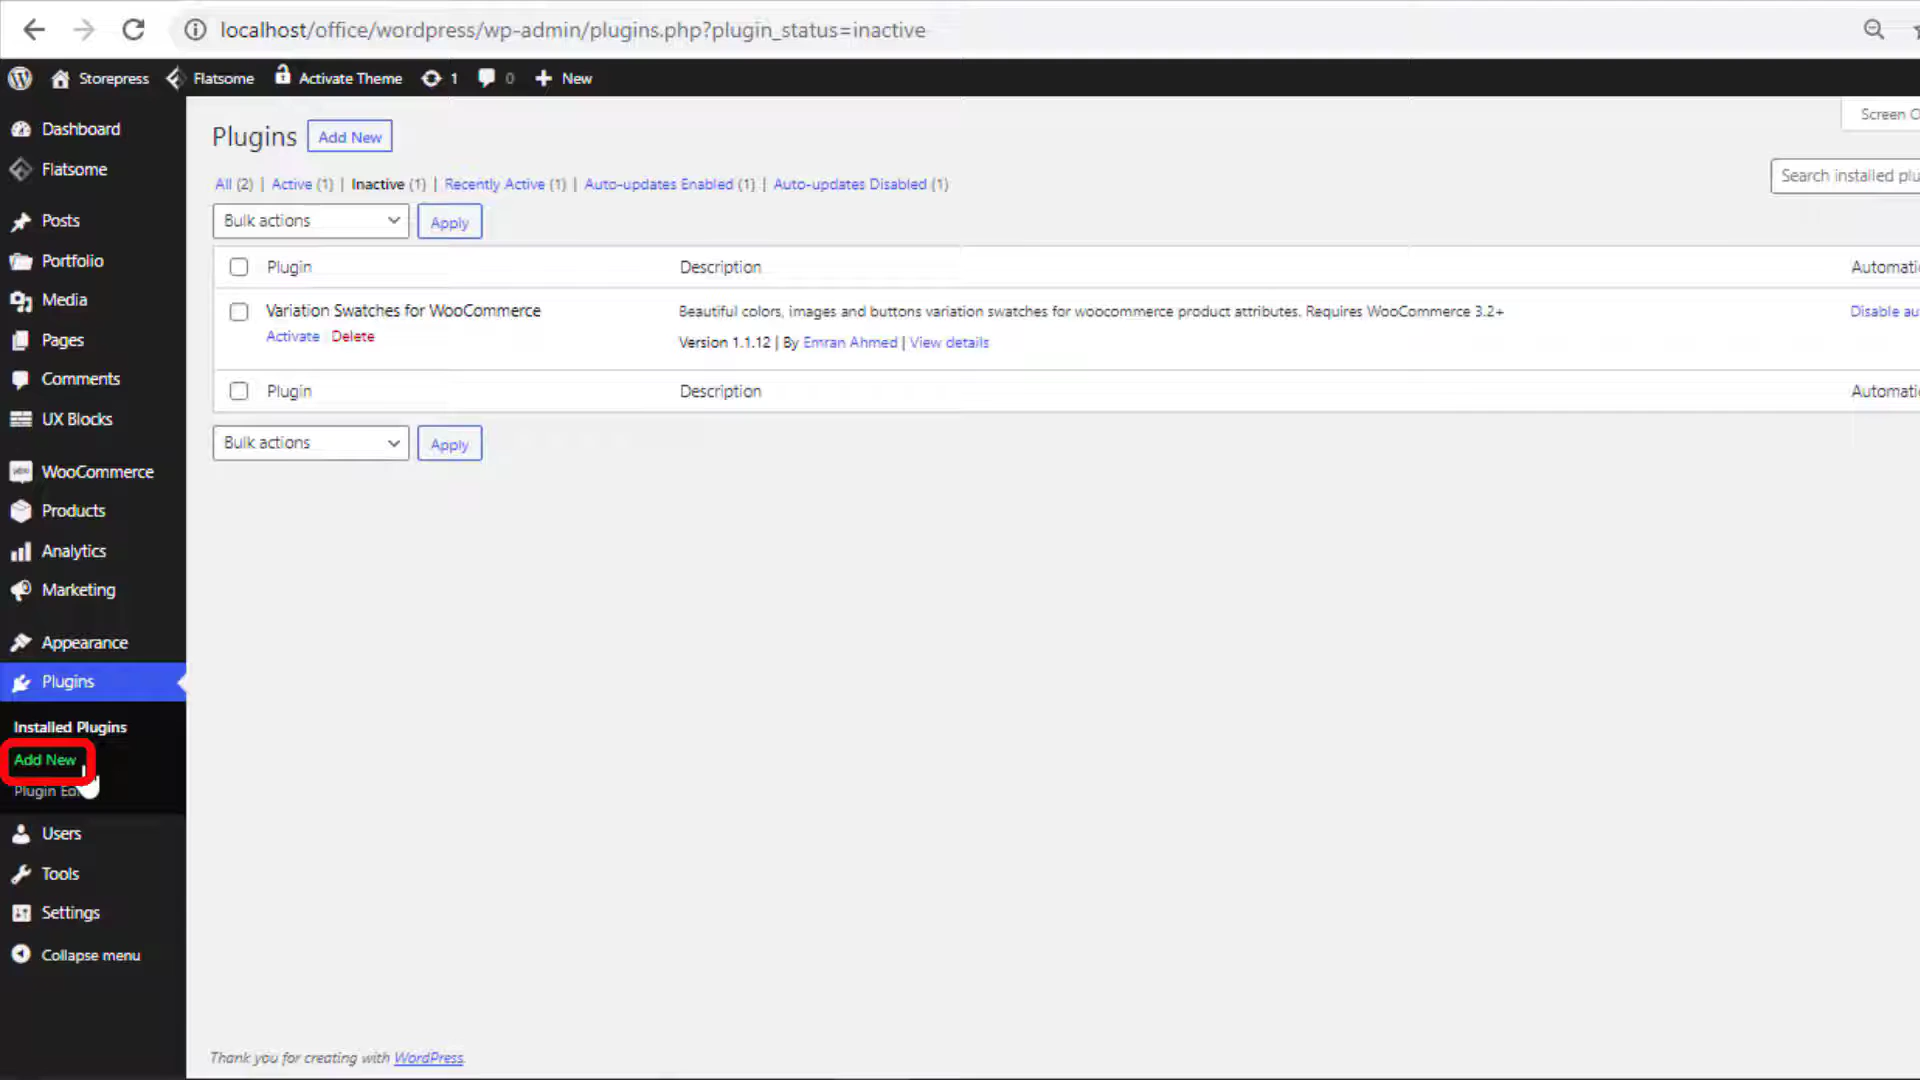 localhost/office/wordpress/wp-admin/plugins.php?plugin_status=inactive
Storepress Flatsome Activate Theme 1 0 New
Dashboard
Flatsome
Posts
Portfolio
Media
Pages
Comments
UX Blocks
WooCommerce
Products
Analytics
Marketing
Appearance
Plugins
Installed Plugins
Add New
Plugin
Users
Tools
Settings
Collapse menu
Screen
Plugins Add New
All (2) | Active (1) | Inactive (1) | Recently Active (1) | Auto-updates Enabled (1) | Auto-updates Disabled (1)
Search installed
Bulk actions Apply
Plugin Description
Variation Swatches for WooCommerce
Activate Delete
Beautiful colors, images and buttons variation swatches for woocommerce product attributes. Requires WooCommerce 3.2+
Version 1.1.12 | By Emran Ahmed | View details
Disable
Plugin Description
Bulk actions Apply
Thank you for creating with WordPress.